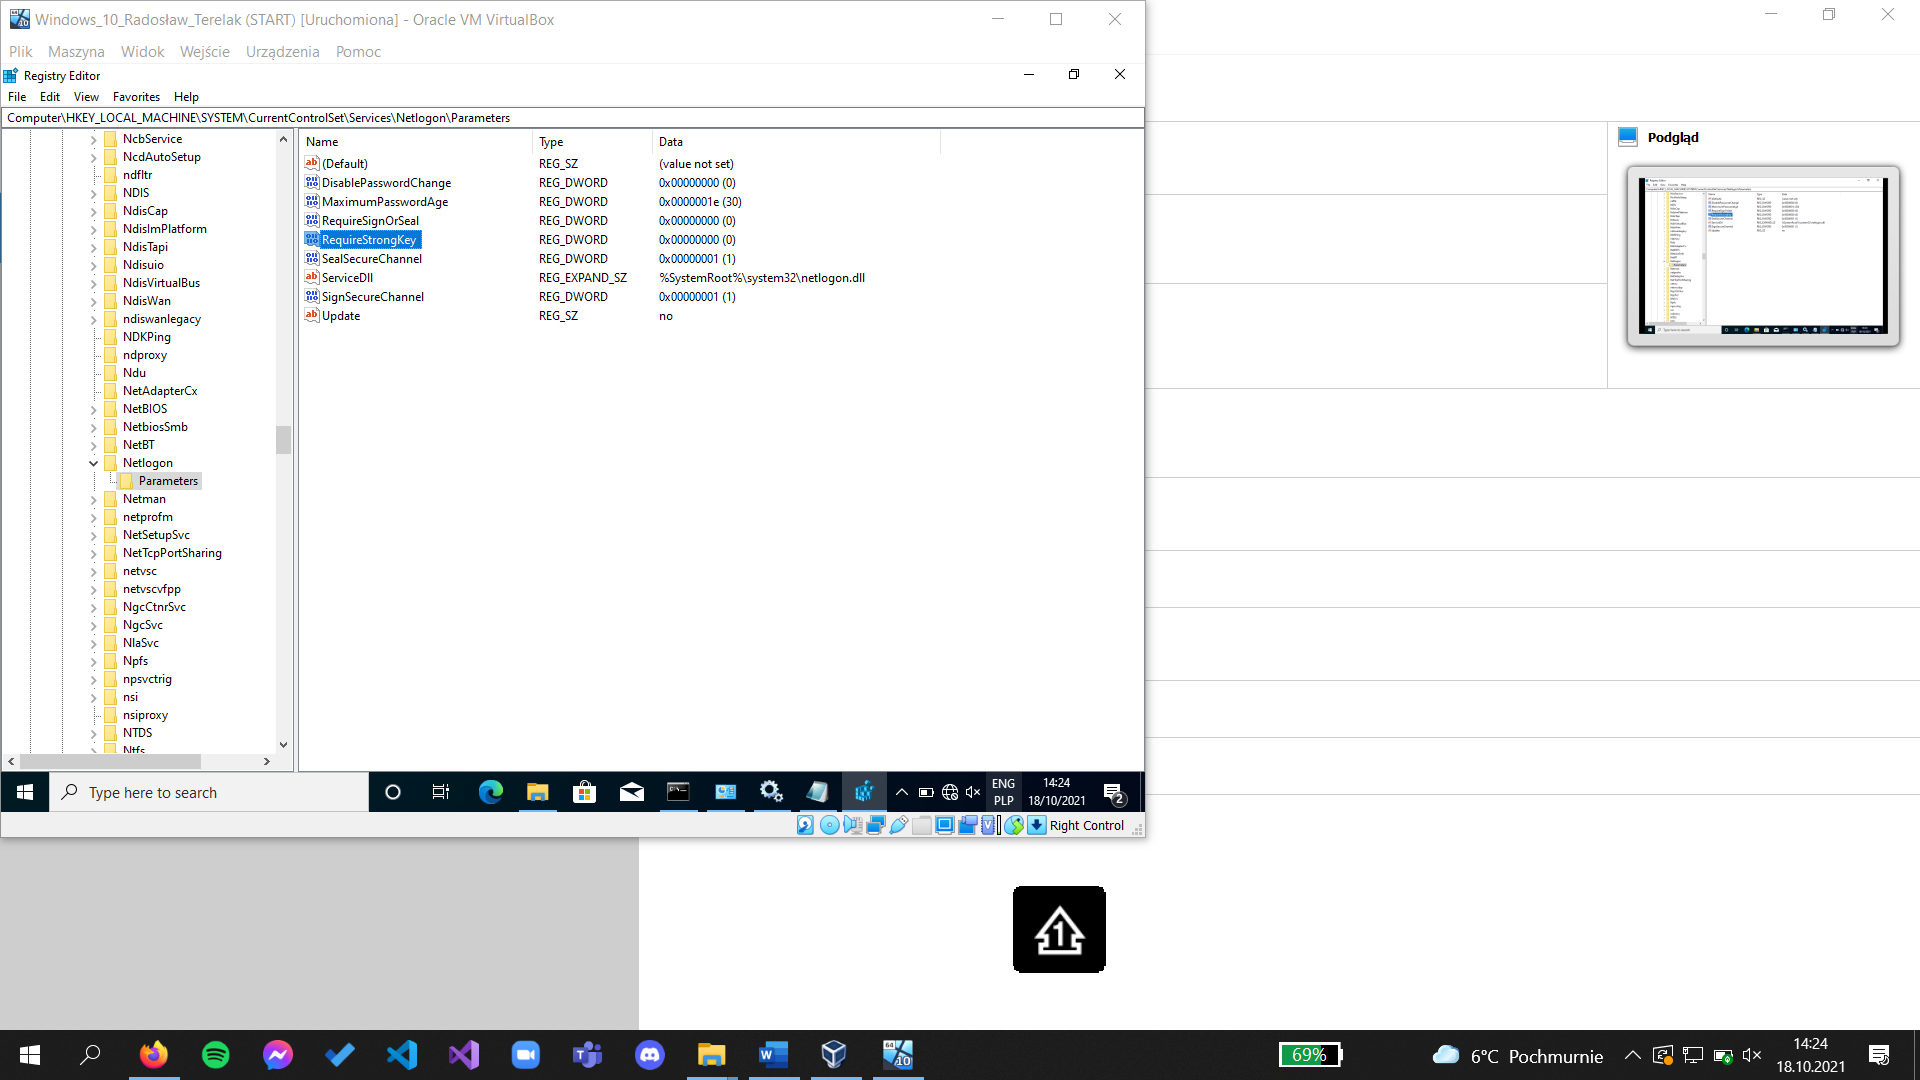 Windows_10_Radosław_Terelak (START) [Uruchomiona] - Oracle VM VirtualBox
Plik Maszyna Widok Wejście Urządzenia Pomoc
Registry Editor
File Edit View Favorites Help
Computer\HKEY_LOCAL_MACHINE\SYSTEM\CurrentControlSet\Services\Netlogon\Parameters
NcbService
NcdAutoSetup
ndfltr
NDIS
NdisCap
NdisImPlatform
NdisTapi
Ndisuio
NdisVirtualBus
NdisWan
ndiswanlegacy
NDKPing
ndproxy
Ndu
NetAdapterCx
NetBIOS
NetbiosSmb
NetBT
Netlogon
Parameters
Netman
netprofm
NetSetupSvc
NetTcpPortSharing
netvsc
netvscvfpp
NgcCtnrSvc
NgcSvc
NlaSvc
Npfs
npsvctrig
nsi
nsiproxy
NTDS
Ntfs
Name Type Data
(Default) REG_SZ (value not set)
DisablePasswordChange REG_DWORD 0x00000000 (0)
MaximumPasswordAge REG_DWORD 0x0000001e (30)
RequireSignOrSeal REG_DWORD 0x00000000 (0)
RequireStrongKey REG_DWORD 0x00000000 (0)
SealSecureChannel REG_DWORD 0x00000001 (1)
ServiceDll REG_EXPAND_SZ %SystemRoot%\system32\netlogon.dll
SignSecureChannel REG_DWORD 0x00000001 (1)
Update REG_SZ no
Podgląd
Type here to search
ENG
PLP
14:24
18/10/2021
2
Right Control
1
69%
6°C Pochmurnie
14:24
18.10.2021